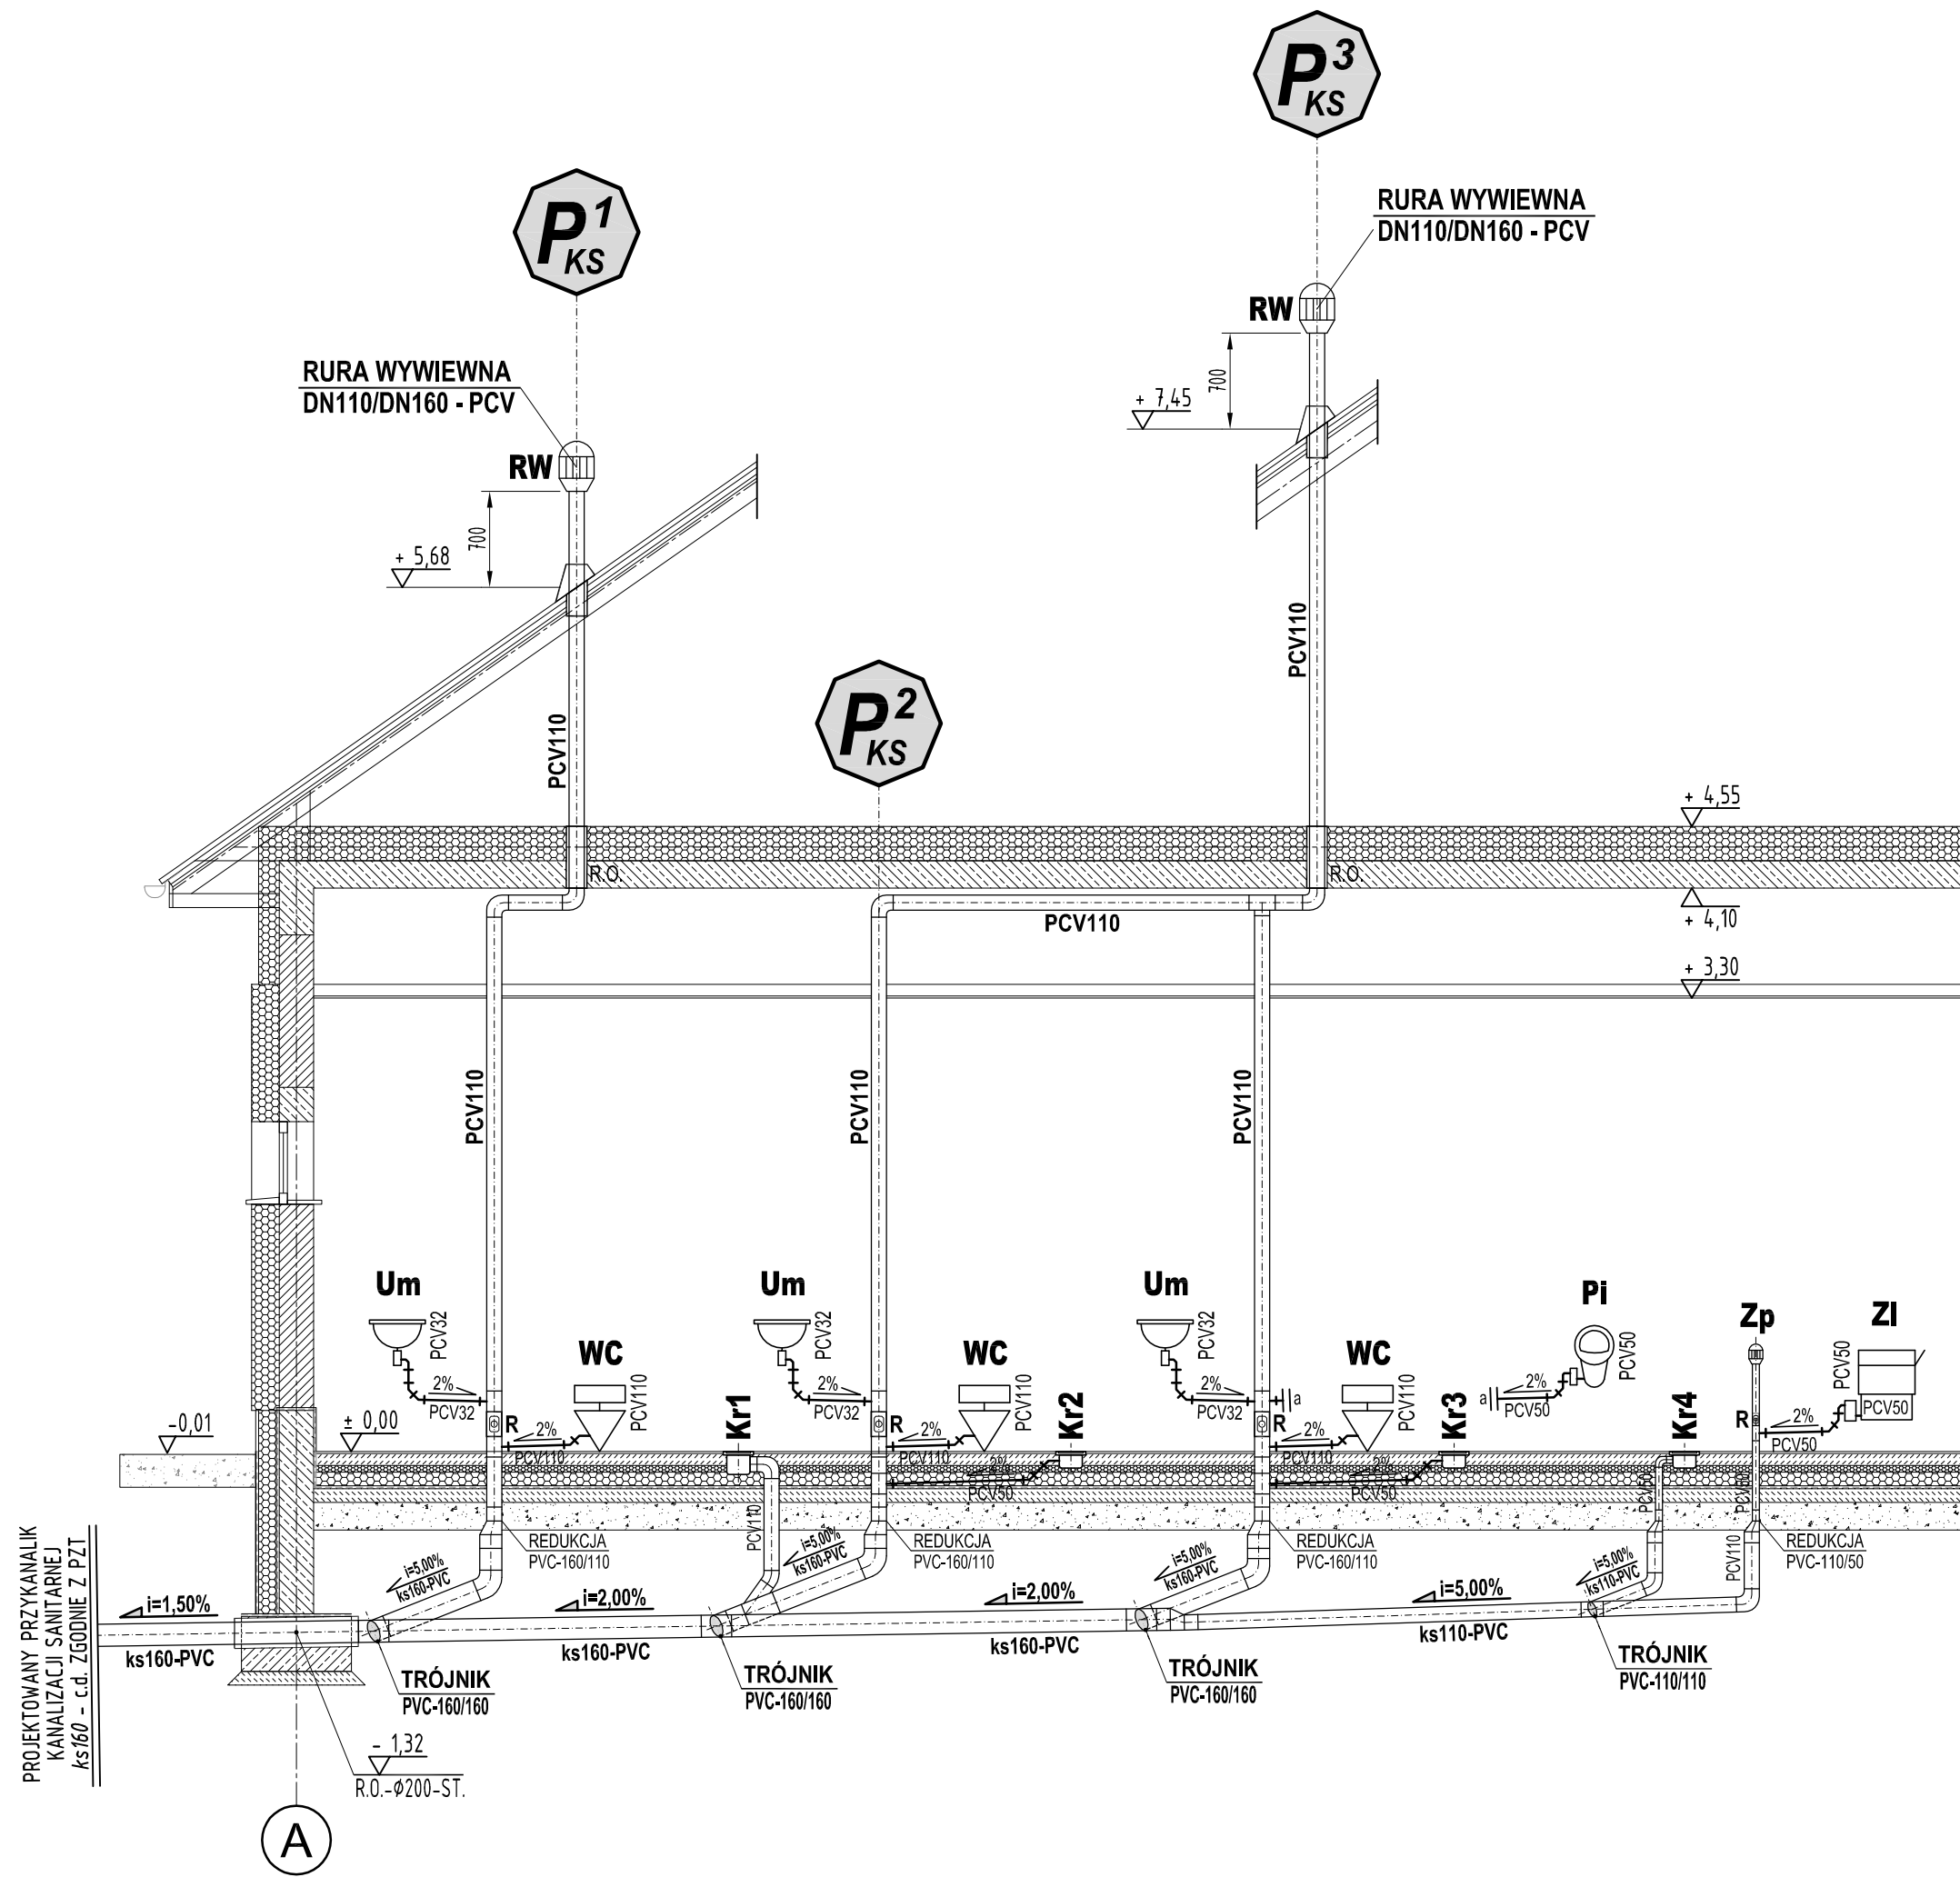 P3
KS
RURA WYWIEWNA
DN110/DN160 - PCV
P1
KS
RW
700
+ 7,45
RURA WYWIEWNA
DN110/DN160 - PCV
RW
700
+ 5,68
PCV110
P2
KS
PCV110
+ 4,55
R.O.
R.O.
PCV110
+ 4,10
+ 3,30
PCV110
PCV110
PCV110
Um
Um
Um
Pi
Zp
Zl
PCV32
PCV32
PCV32
PCV50
PCV50
WC
WC
WC
PCV110
PCV110
PCV110
2%
PCV32
2%
PCV32
2%
PCV32
a
a
2%
PCV50
PCV50
-0,01
± 0,00
R
2%
PCV110
Kr1
R
2%
PCV110
Kr2
R
2%
PCV110
Kr3
Kr4
R
2%
PCV50
2%
PCV50
2%
PCV50
PCV50
PCV50
PCV110
PCV110
REDUKCJA
PVC-160/110
REDUKCJA
PVC-160/110
REDUKCJA
PVC-160/110
REDUKCJA
PVC-110/50
i=5,00%
ks160-PVC
i=5,00%
ks160-PVC
i=5,00%
ks160-PVC
i=5,00%
ks110-PVC
i=1,50%
ks160-PVC
i=2,00%
ks160-PVC
i=2,00%
ks160-PVC
i=5,00%
ks110-PVC
TRÓJNIK
PVC-160/160
TRÓJNIK
PVC-160/160
TRÓJNIK
PVC-160/160
TRÓJNIK
PVC-110/110
PROJEKTOWANY PRZYKANALIK
KANALIZACJI SANITARNEJ
ks160 - c.d. ZGODNIE Z PZT
- 1,32
R.O.-Ø200-ST.
A